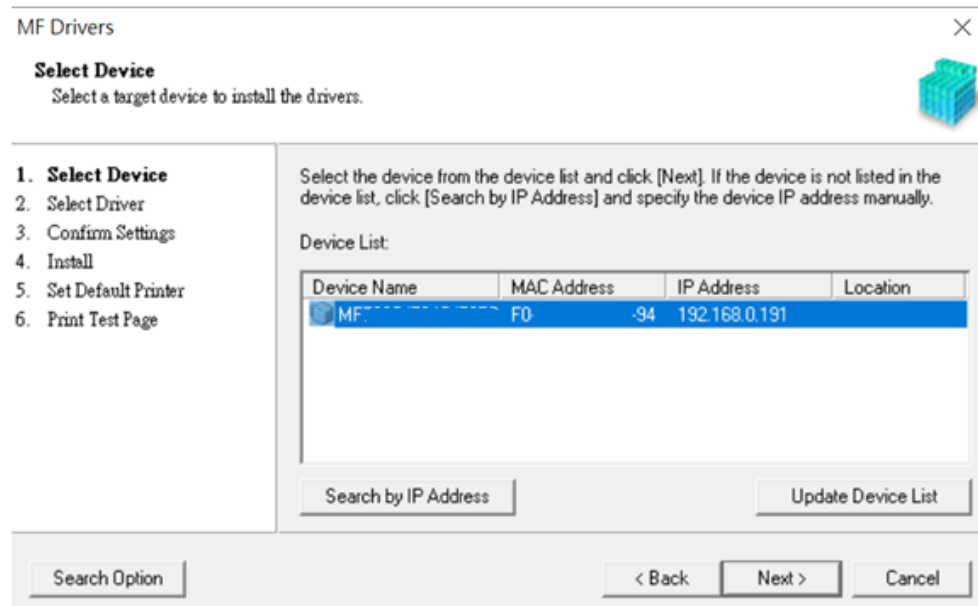 MF Drivers
Select Device
Select a target device to install the drivers.
1. Select Device
2. Select Driver
3. Confirm Settings
4. Install
5. Set Default Printer
6. Print Test Page
Select the device from the device list and click [Next]. If the device is not listed in the
device list, click [Search by IP Address] and specify the device IP address manually.
Device List:
Device Name MAC Address IP Address Location
F0- -94 192.168.0.191
Search by IP Address Update Device List
Search Option < Back Next > Cancel